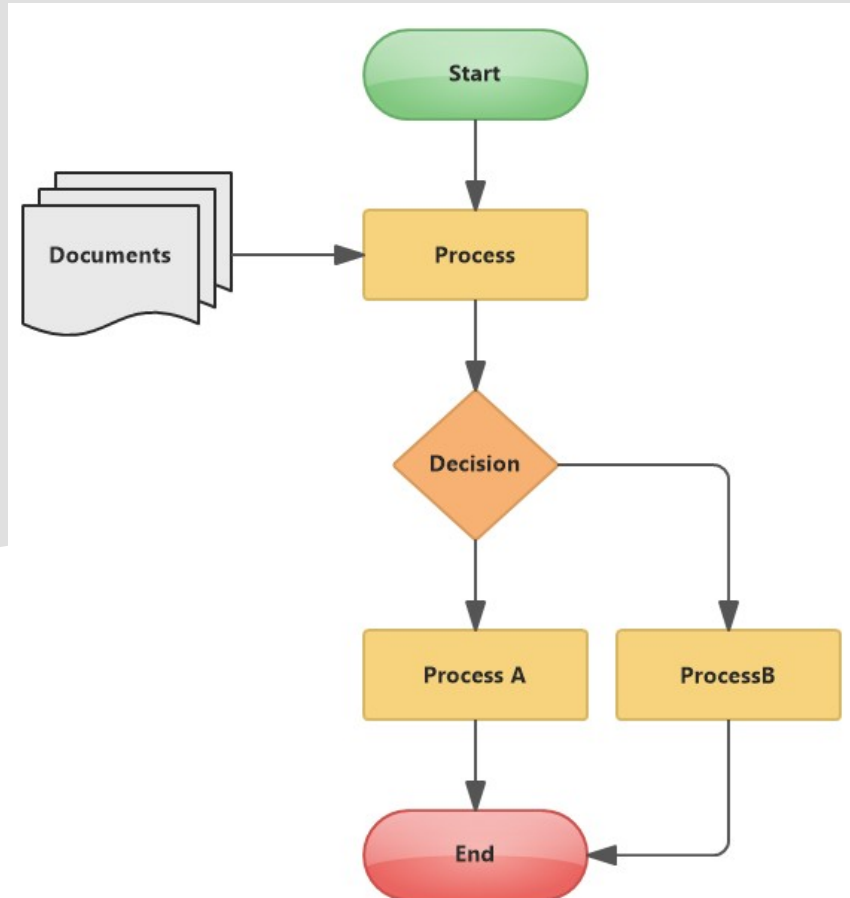 Start
Documents
Process
Decision
Process A
ProcessB
End